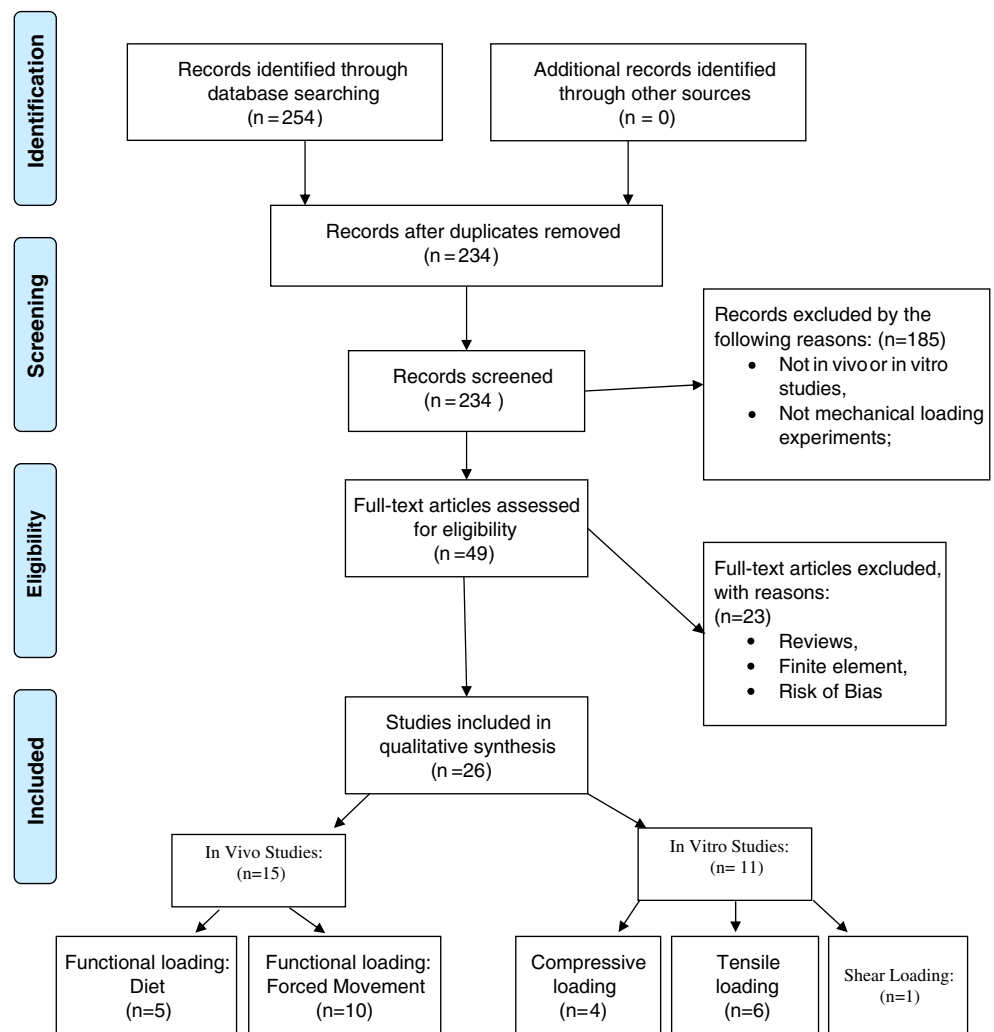 Identification
Records identified through
database searching
(n = 254)
Additional records identified
through other sources
(n = 0)
Records after duplicates removed
(n = 234)
Screening
Records screened
(n = 234 )
Records excluded by the
following reasons: (n=185)
• Not in vivo or in vitro
studies,
• Not mechanical loading
experiments;
Eligibility
Full-text articles assessed
for eligibility
(n =49)
Full-text articles excluded,
with reasons:
(n=23)
• Reviews,
• Finite element,
• Risk of Bias
Included
Studies included in
qualitative synthesis
(n =26)
In Vivo Studies:
(n=15)
In Vitro Studies:
(n= 11)
Functional loading:
Diet
(n=5)
Functional loading:
Forced Movement
(n=10)
Compressive
loading
(n=4)
Tensile
loading
(n=6)
Shear Loading:
(n=1)